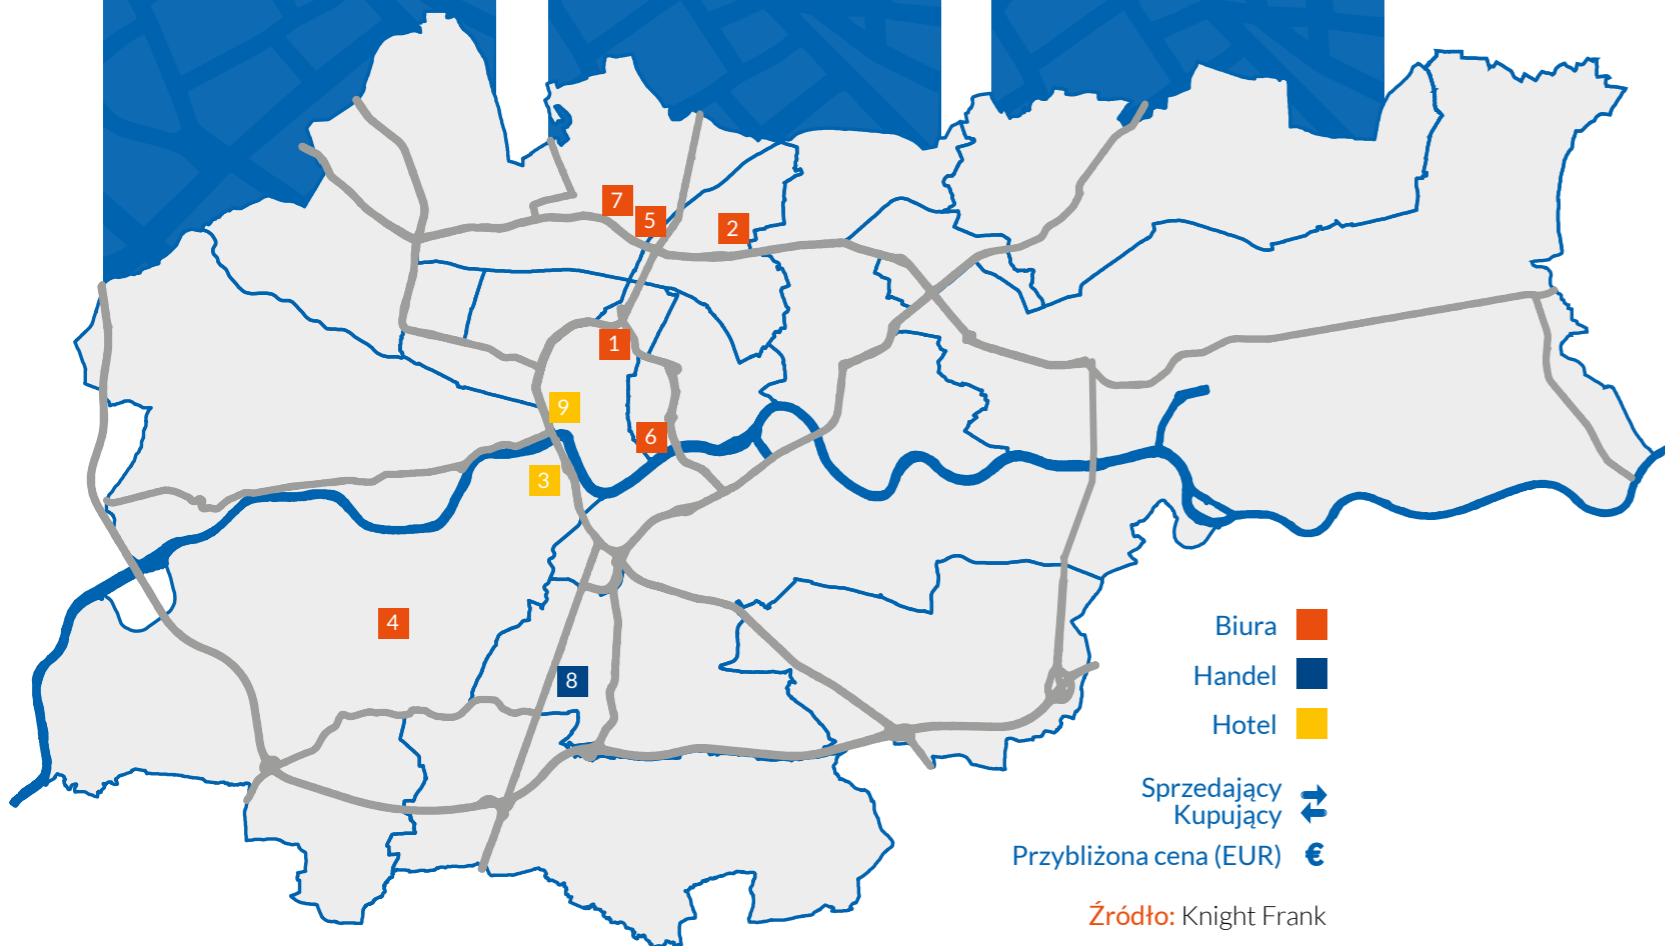 7
5
2
1
9
6
3
4
8
Biura
Handel
Hotel
Sprzedający
Kupujący
Przybliżona cena (EUR) €
Źródło: Knight Frank